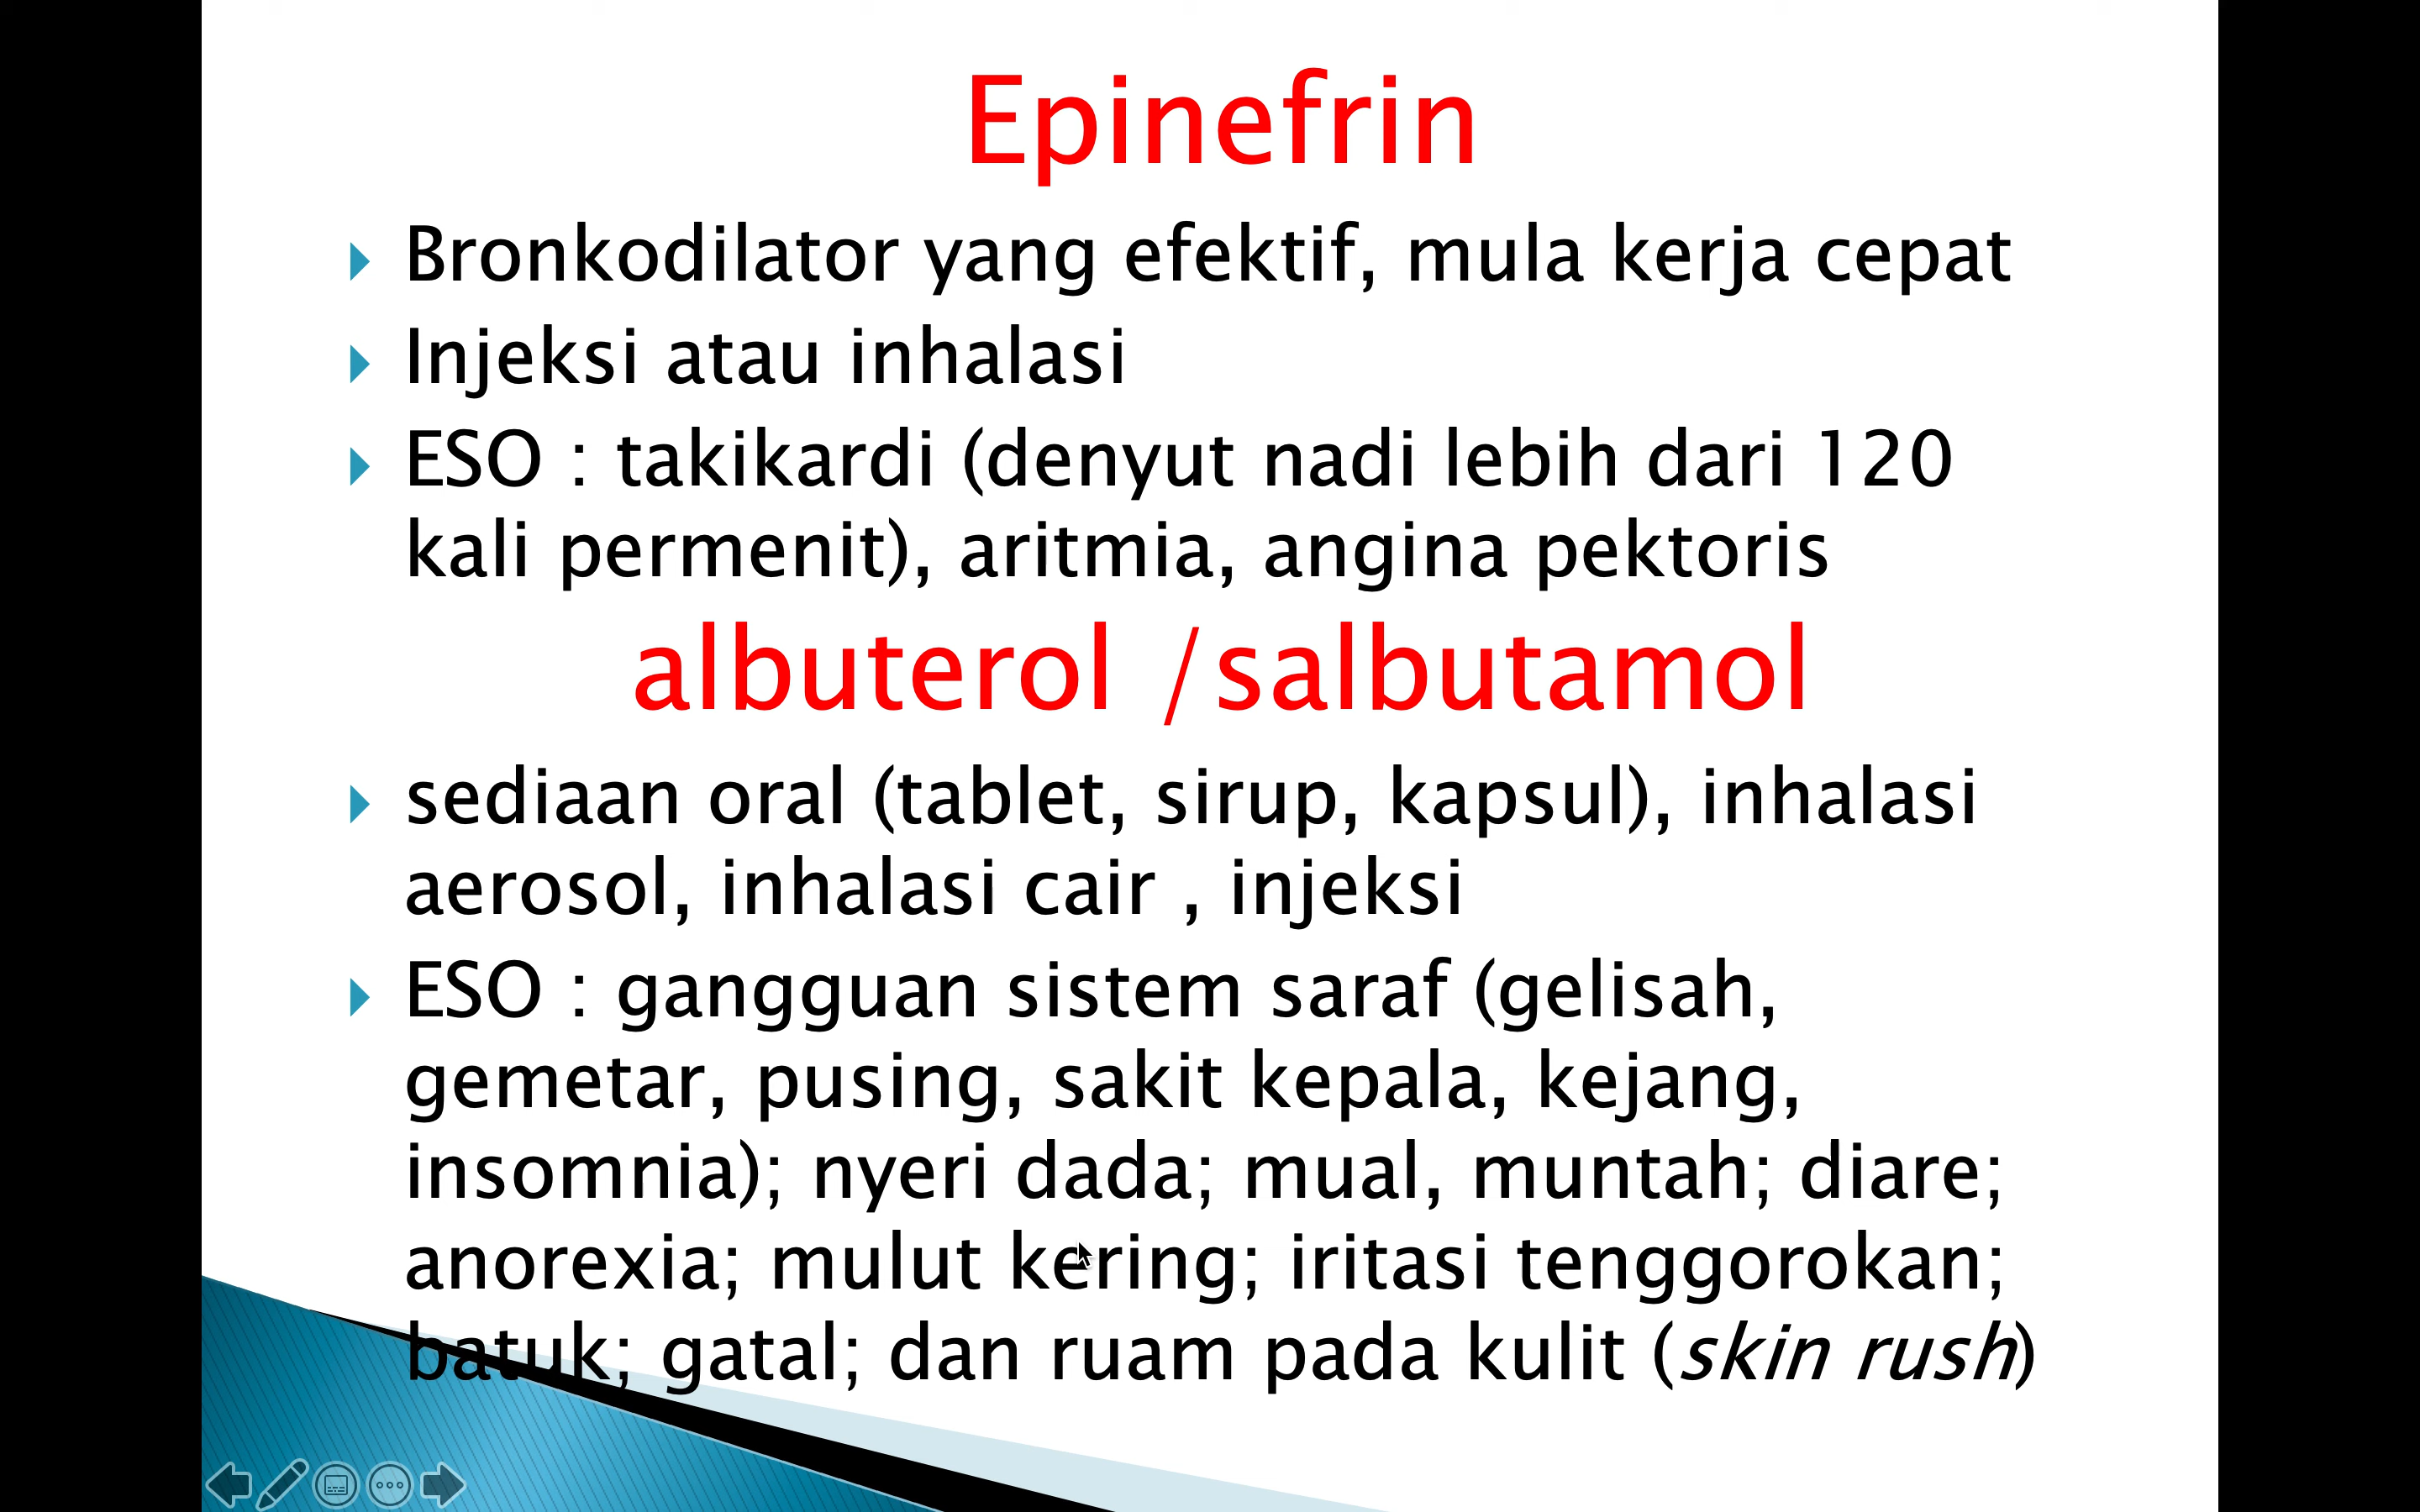 Epinefrin
Bronkodilator yang efektif, mula kerja cepat
Injeksi atau inhalasi
ESO : takikardi (denyut nadi lebih dari 120
kali permenit), aritmia, angina pektoris
albuterol /salbutamol
sediaan oral (tablet, sirup, kapsul), inhalasi
aerosol, inhalasi cair , injeksi
ESO : gangguan sistem saraf (gelisah,
gemetar, pusing, sakit kepala, kejang,
insomnia); nyeri dada; mual, muntah; diare;
anorexia; mulut kering; iritasi tenggorokan;
batuk; gatal; dan ruam pada kulit (skin rush)